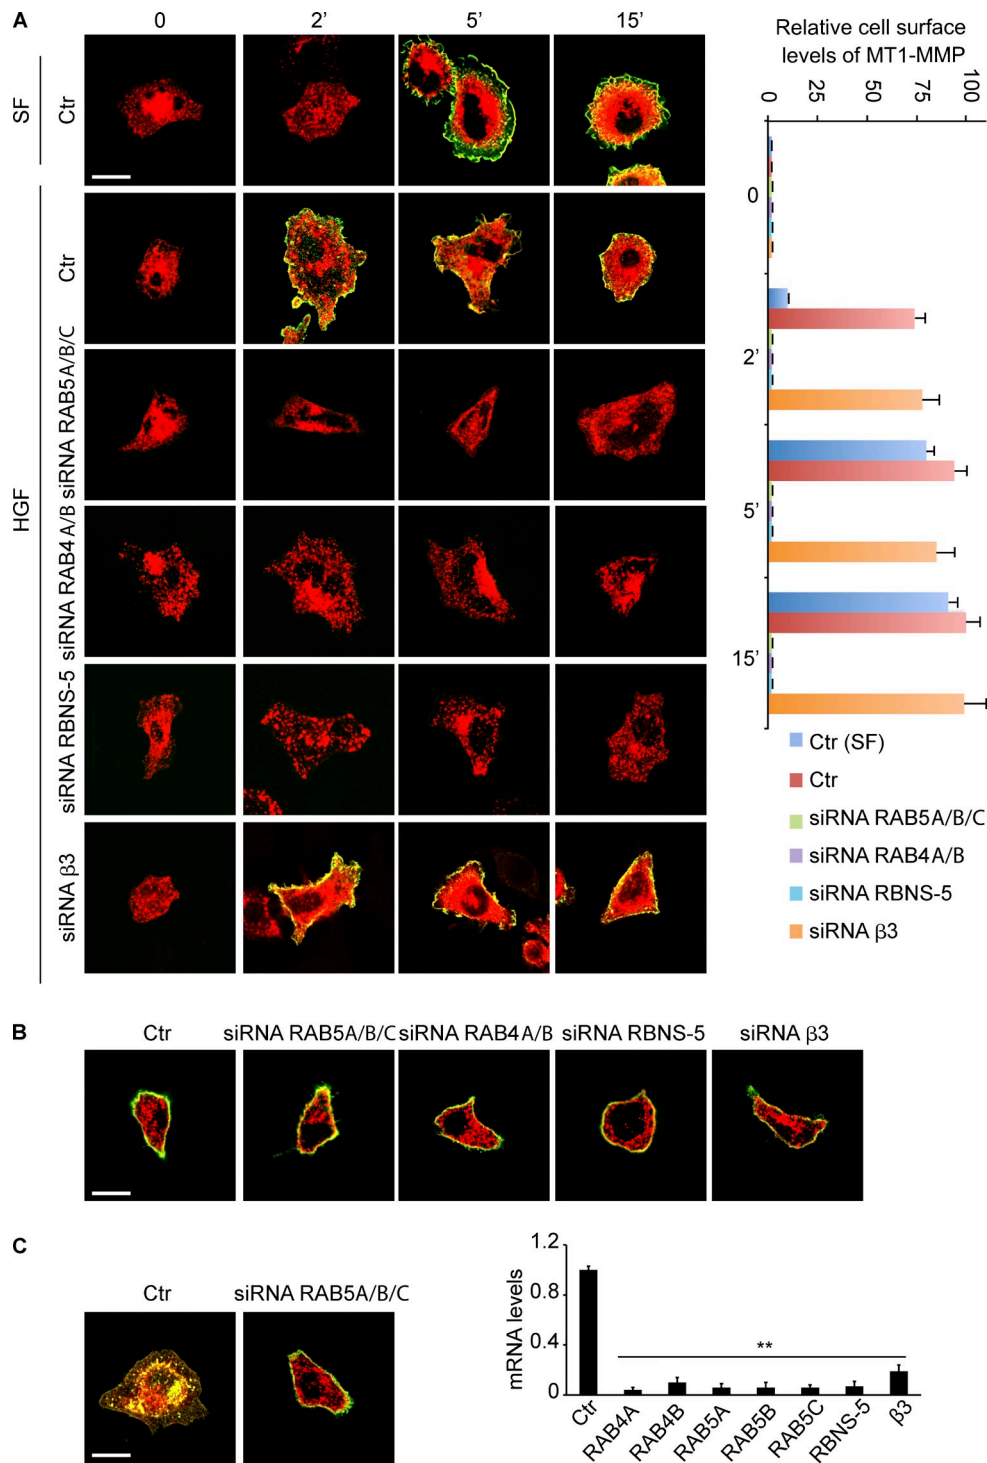 A
0
2’
5’
15’
SF
Ctr
HGF
Ctr
siRNA RAB5A/B/C
siRNA RAB4 A/B
siRNA RBNS-5
siRNA β3
Relative cell surface
levels of MT1-MMP
0
25
50
75
100
0
2’
5’
15’
Ctr (SF)
Ctr
siRNA RAB5A/B/C
siRNA RAB4A/B
siRNA RBNS-5
siRNA β3
B
Ctr
siRNA RAB5A/B/C
siRNA RAB4A/B
siRNA RBNS-5
siRNA β3
C
Ctr
siRNA RAB5A/B/C
mRNA levels
1.2
0.8
0.4
0
**
Ctr
RAB4A
RAB4B
RAB5A
RAB5B
RAB5C
RBNS-5
β3